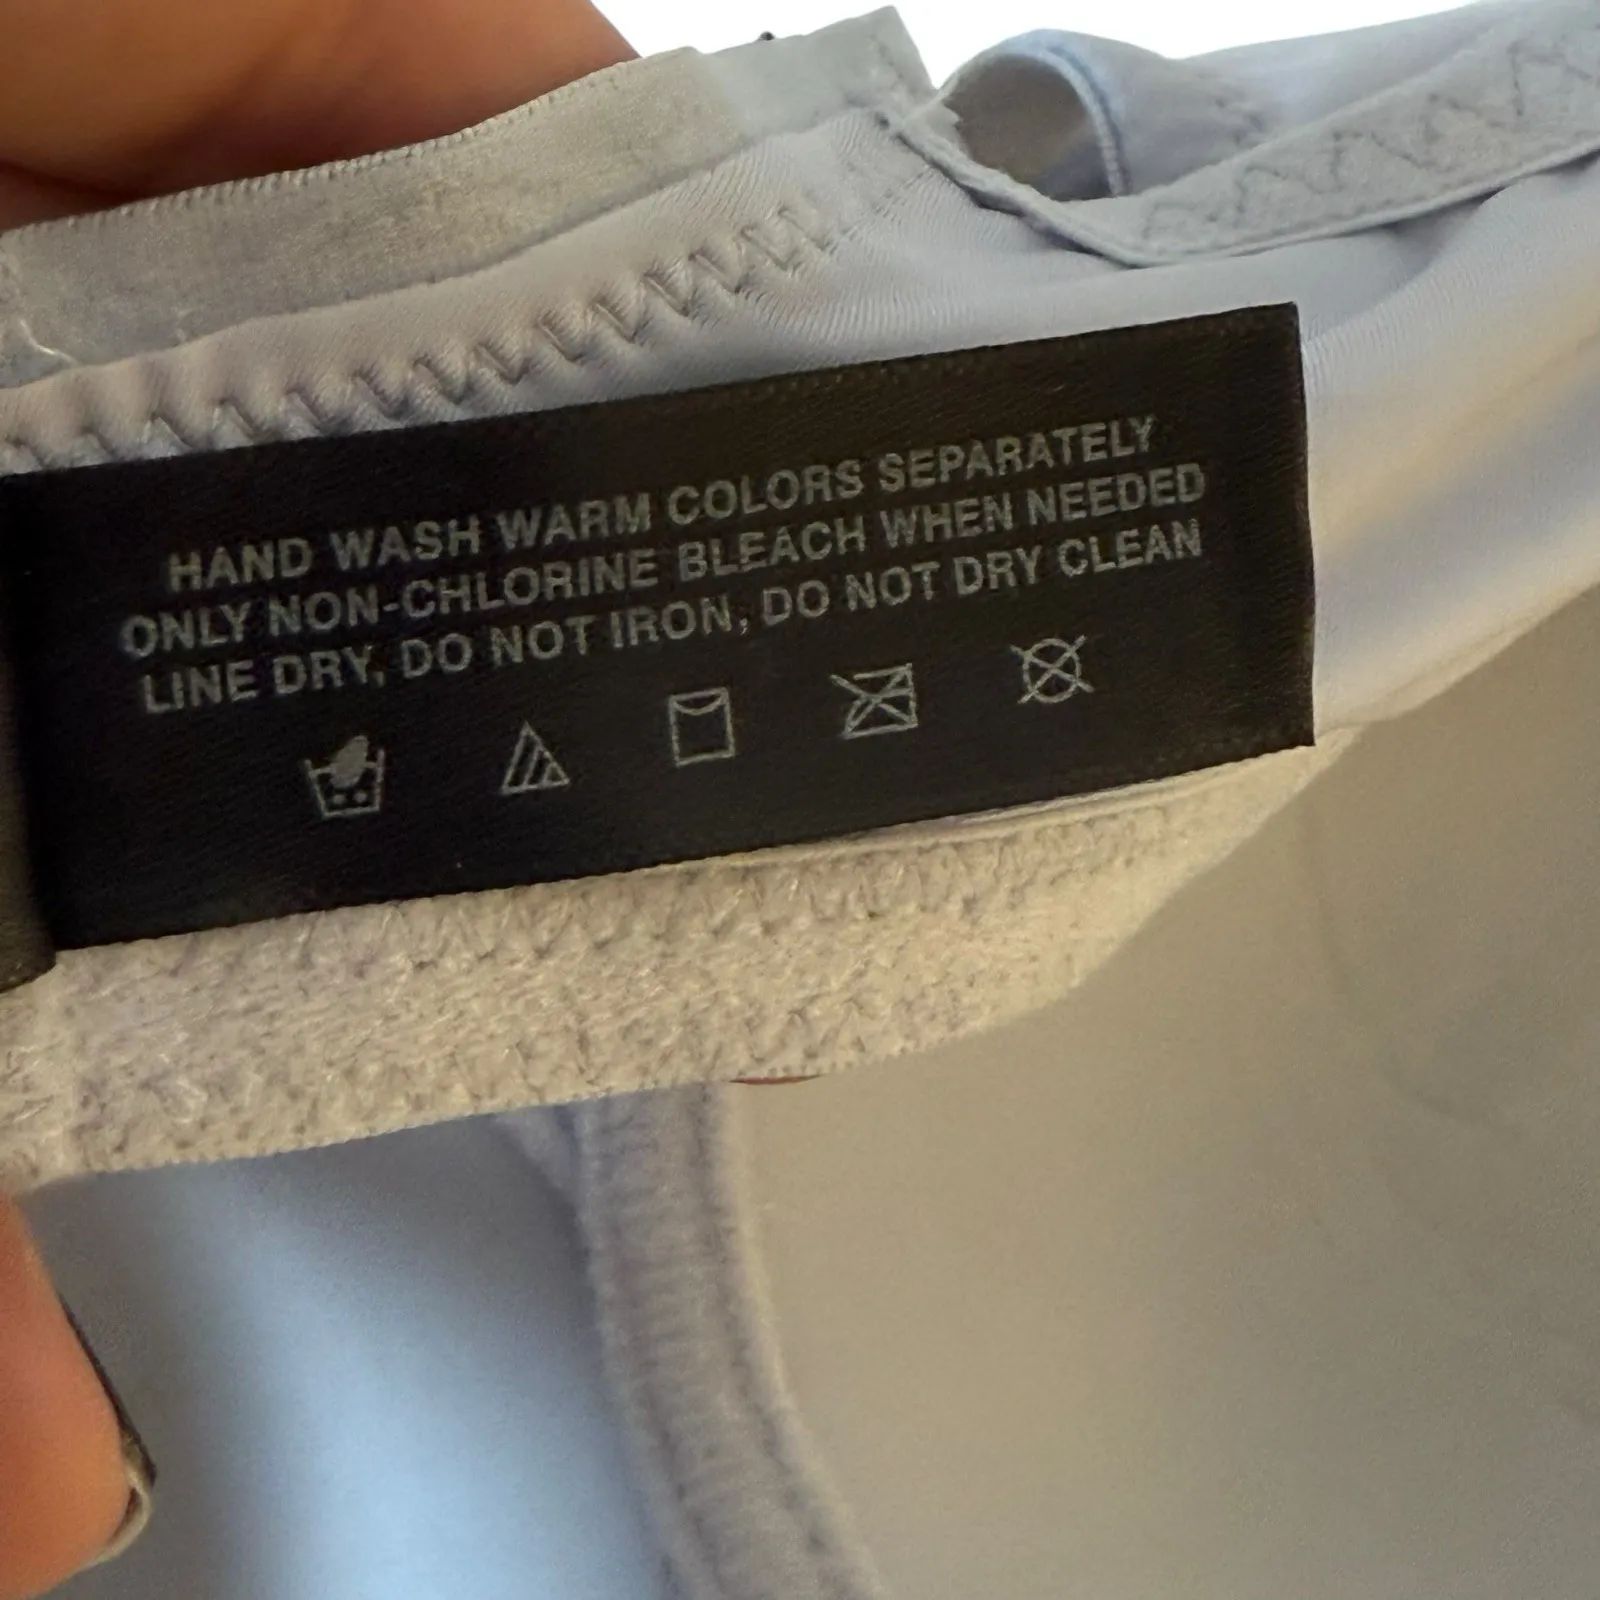 HAND WASH WARM COLORS SEPARATELY
ONLY NON-CHLORINE BLEACH WHEN NEEDED
LINE DRY, DO NOT IRON, DO NOT DRY CLEAN